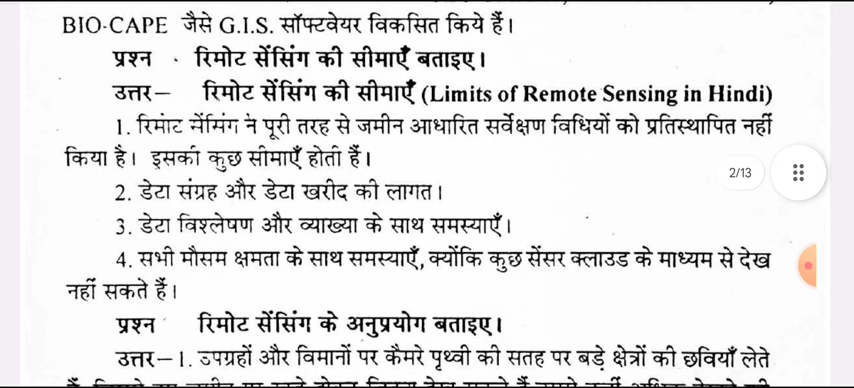 BIO-CAPE जैसे G.I.S. सॉफ्टवेयर विकसित किये हैं।
प्रश्न · रिमोट सेंसिंग की सीमाएँ बताइए।
उत्तर– रिमोट सेंसिंग की सीमाएँ (Limits of Remote Sensing in Hindi)
1. रिमोट सेंसिंग ने पूरी तरह से जमीन आधारित सर्वेक्षण विधियों को प्रतिस्थापित नहीं
किया है। इसकी कुछ सीमाएँ होती हैं।
2/13
2. डेटा संग्रह और डेटा खरीद की लागत।
3. डेटा विश्लेषण और व्याख्या के साथ समस्याएँ।
4. सभी मौसम क्षमता के साथ समस्याएँ, क्योंकि कुछ सेंसर क्लाउड के माध्यम से देख
नहीं सकते हैं।
प्रश्न रिमोट सेंसिंग के अनुप्रयोग बताइए।
उत्तर–1. उपग्रहों और विमानों पर कैमरे पृथ्वी की सतह पर बड़े क्षेत्रों की छवियाँ लेते